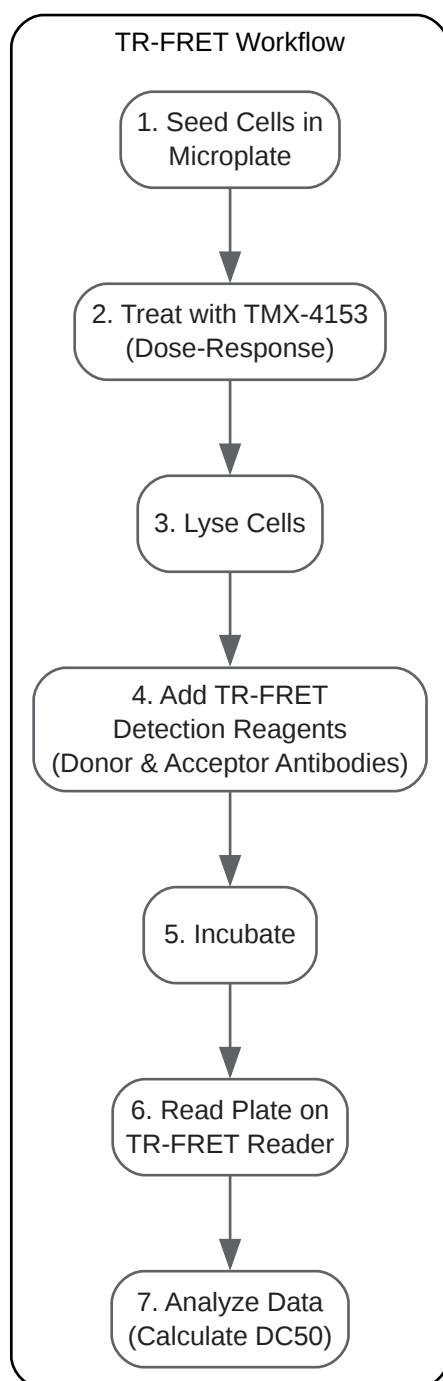 TR-FRET Workflow
1. Seed Cells in
Microplate
2. Treat with TMX-4153
(Dose-Response)
3. Lyse Cells
4. Add TR-FRET
Detection Reagents
(Donor & Acceptor Antibodies)
5. Incubate
6. Read Plate on
TR-FRET Reader
7. Analyze Data
(Calculate DC50)